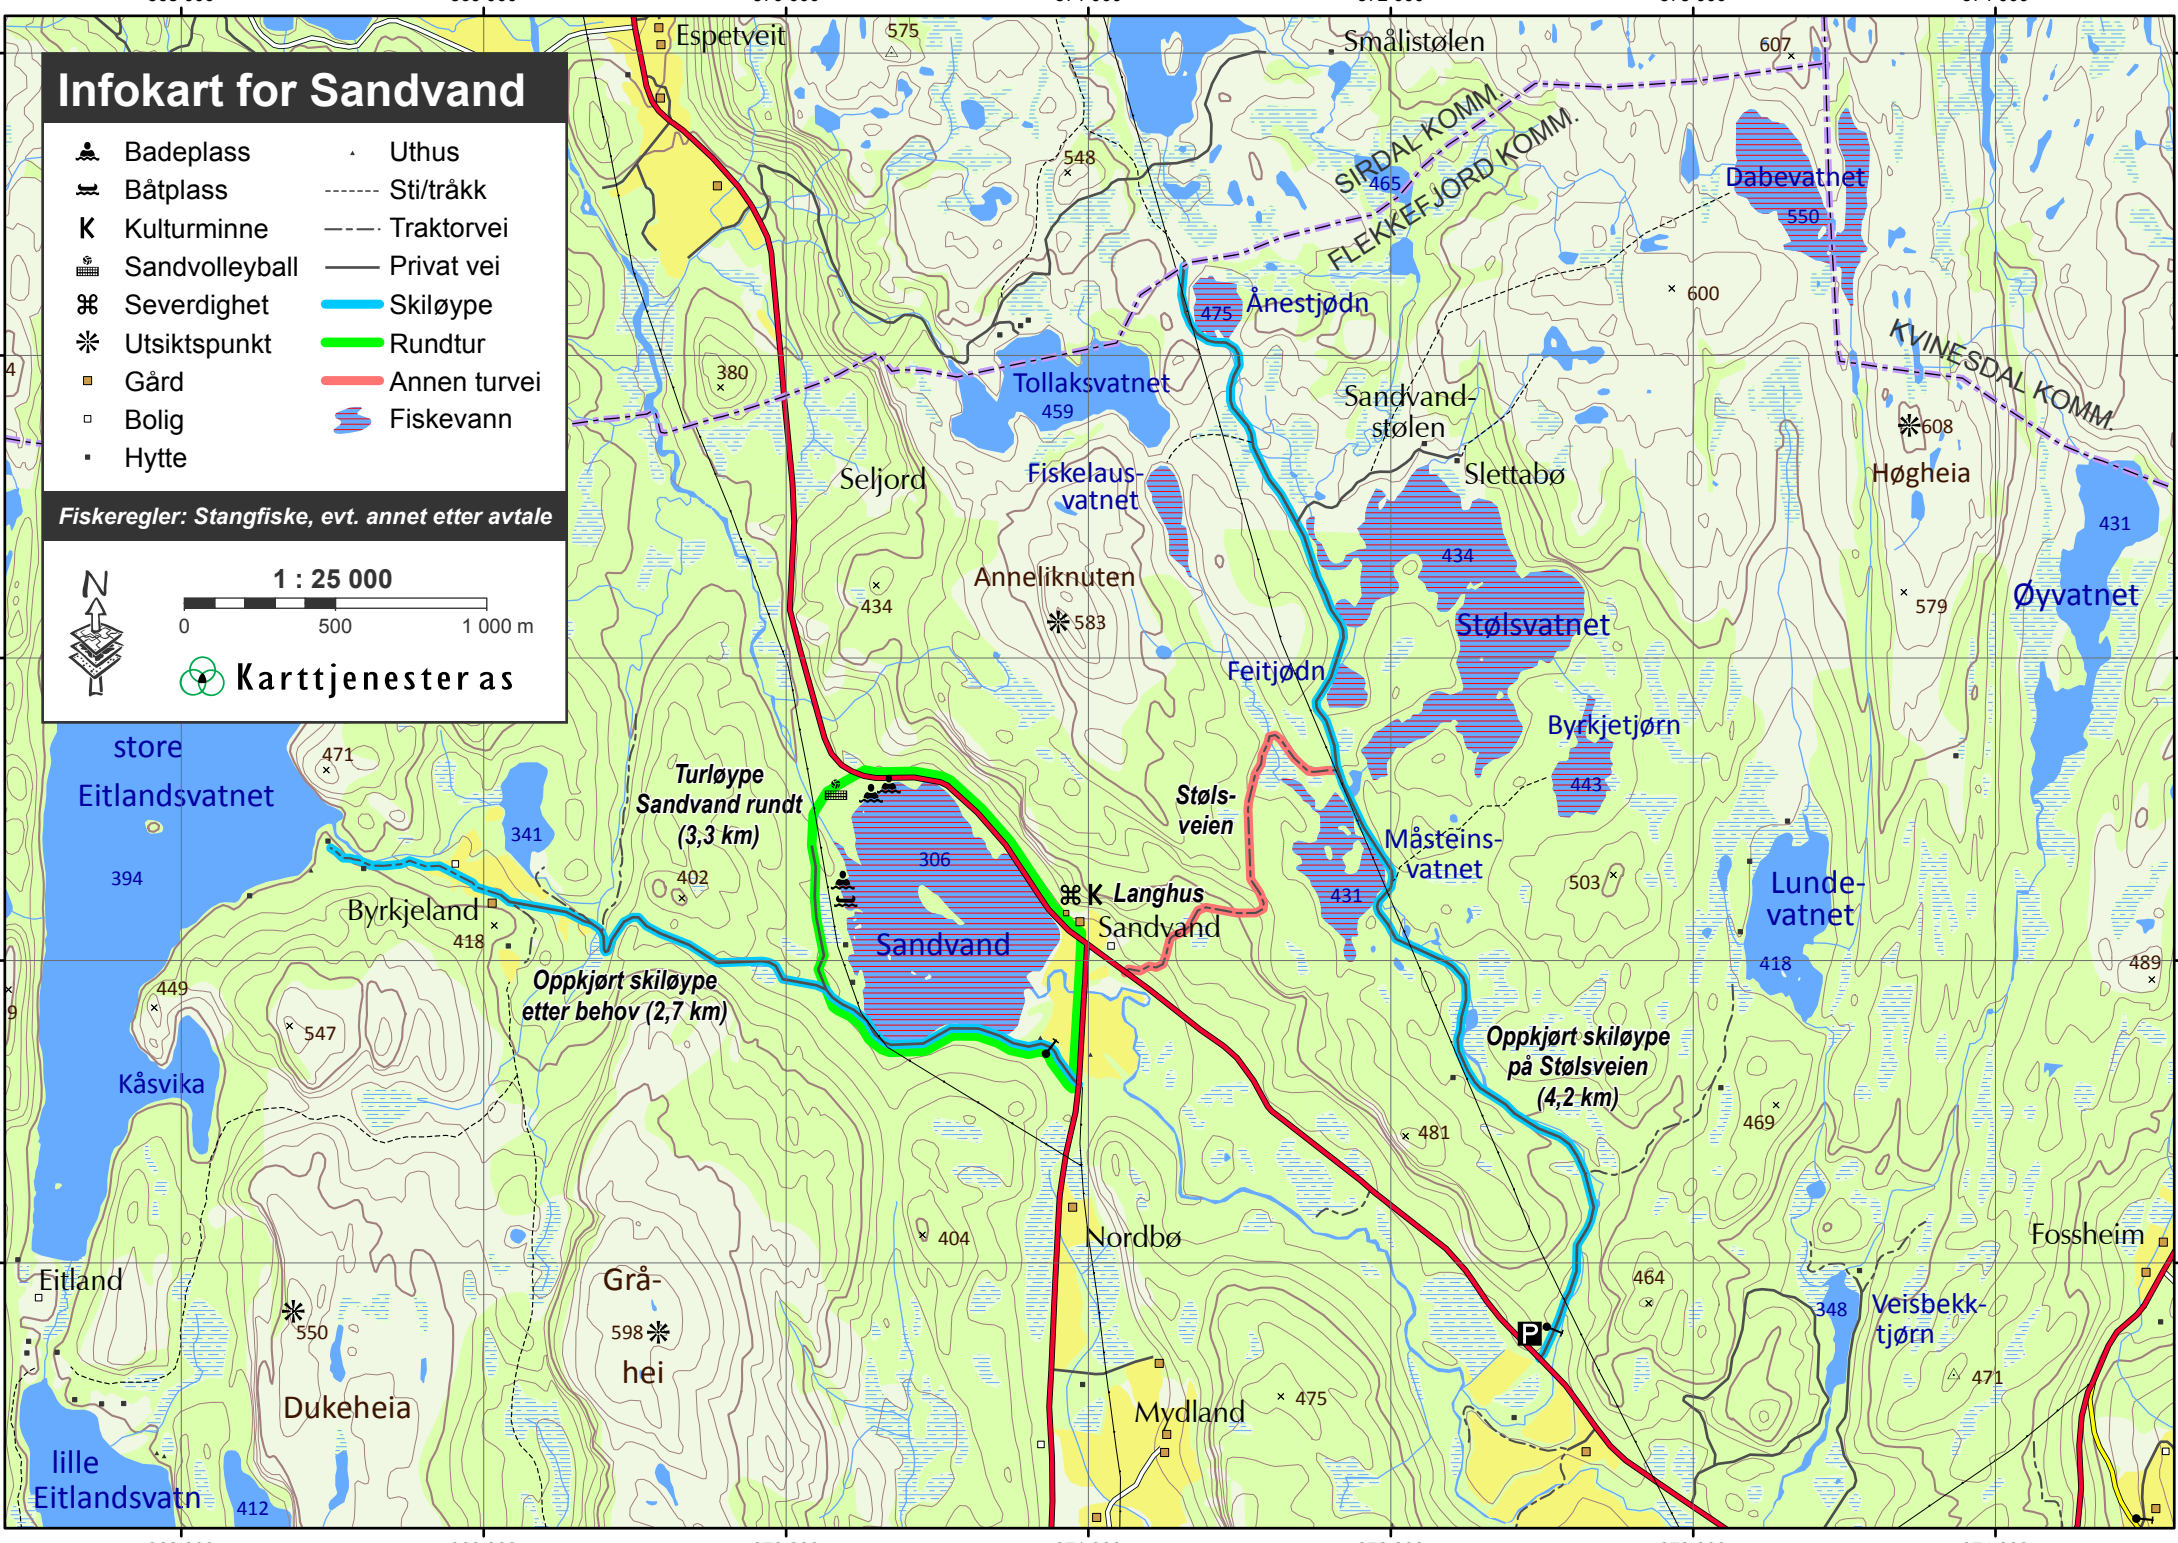 Infokart for Sandvand
Badeplass
Båtplass
K Kulturminne
Sandvolleyball
Severdighet
Utsiktspunkt
Gård
Bolig
Hytte
Uthus
Sti/tråkk
Traktorvei
Privat vei
Skiløype
Rundtur
Annen turvei
Fiskevann
Fiskeregler: Stangfiske, evt. annet etter avtale
N
1 : 25 000
0 500 1 000 m
Karttjenester as
Espetveit
575
Smålistølen
607
548
SIRDAL KOMM.
FLEKKEFJORD KOMM.
465
Dabevatnet
550
600
475
Ånestjødn
KVINESDAL KOMM.
4
380
Tollaksvatnet
459
Sandvand-
stølen
608
Høgheia
Seljord
Fiskelaus-
vatnet
Slettabø
431
434
Anneliknuten
583
434
579
Øyvatnet
Stølsvatnet
Feitjødn
Byrkjetjørn
443
store
Eitlandsvatnet
394
471
341
Turløype
Sandvand rundt
(3,3 km)
402
306
Støls-
veien
Måsteins-
vatnet
431
503
Lunde-
vatnet
418
K Langhus
Sandvand
Sandvand
Byrkjeland
418
Oppkjørt skiløype
etter behov (2,7 km)
489
9
449
547
Kåsvika
Oppkjørt skiløype
på Stølsveien
(4,2 km)
469
481
404
Nordbø
Fossheim
Eitland
Grå-
hei
598
550
Dukeheia
464
348
Veisbekk-
tjørn
P
471
475
Mydland
lille
Eitlandsvatn
412